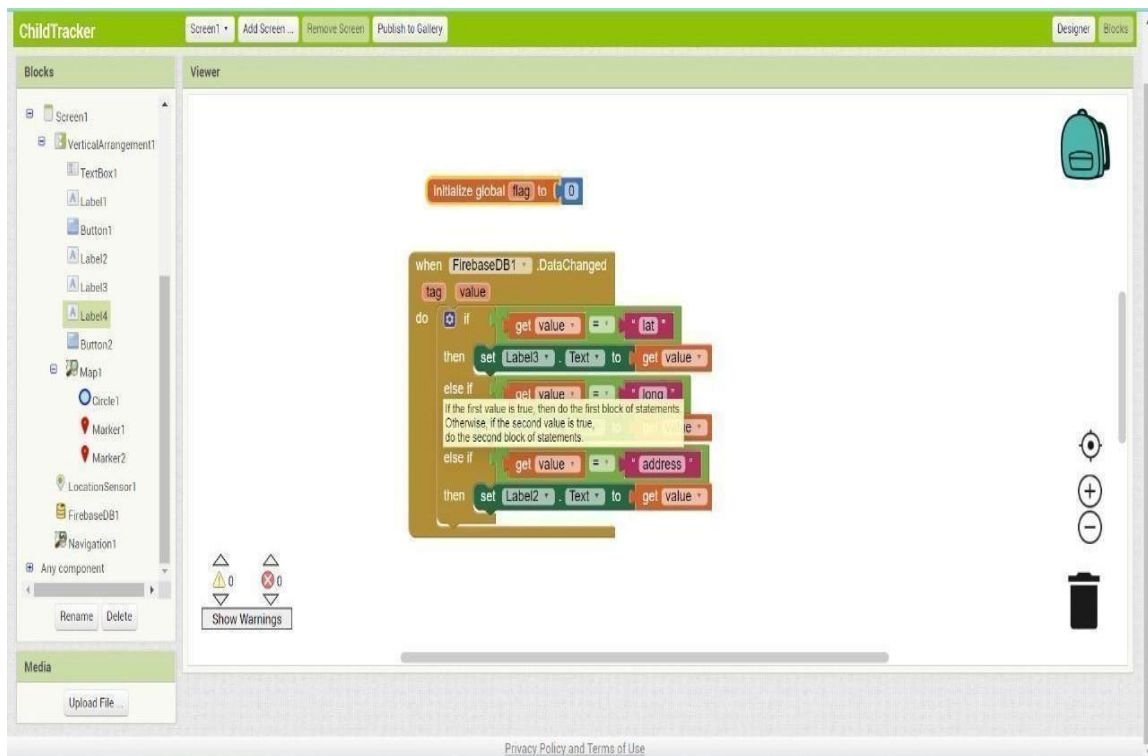 ChildTracker
Screen1 Add Screen ... Remove Screen Publish to Gallery Designer Blocks
Blocks
Screen1
VerticalArrangement1
TextBox1
Label1
Button1
Label2
Label3
Label4
Button2
Map1
Circle1
Marker1
Marker2
LocationSensor1
FirebaseDB1
Navigation1
Any component
Rename Delete
Media
Upload File ...
Viewer
initialize global flag to 0
when FirebaseDB1 .DataChanged
tag value
do if get value = " lat "
then set Label3 . Text to get value
else if get value = " long "
If the first value is true, then do the first block of statements.
Otherwise, if the second value is true,
do the second block of statements.
else if get value = " address "
then set Label2 . Text to get value
0 0
Show Warnings
Privacy Policy and Terms of Use